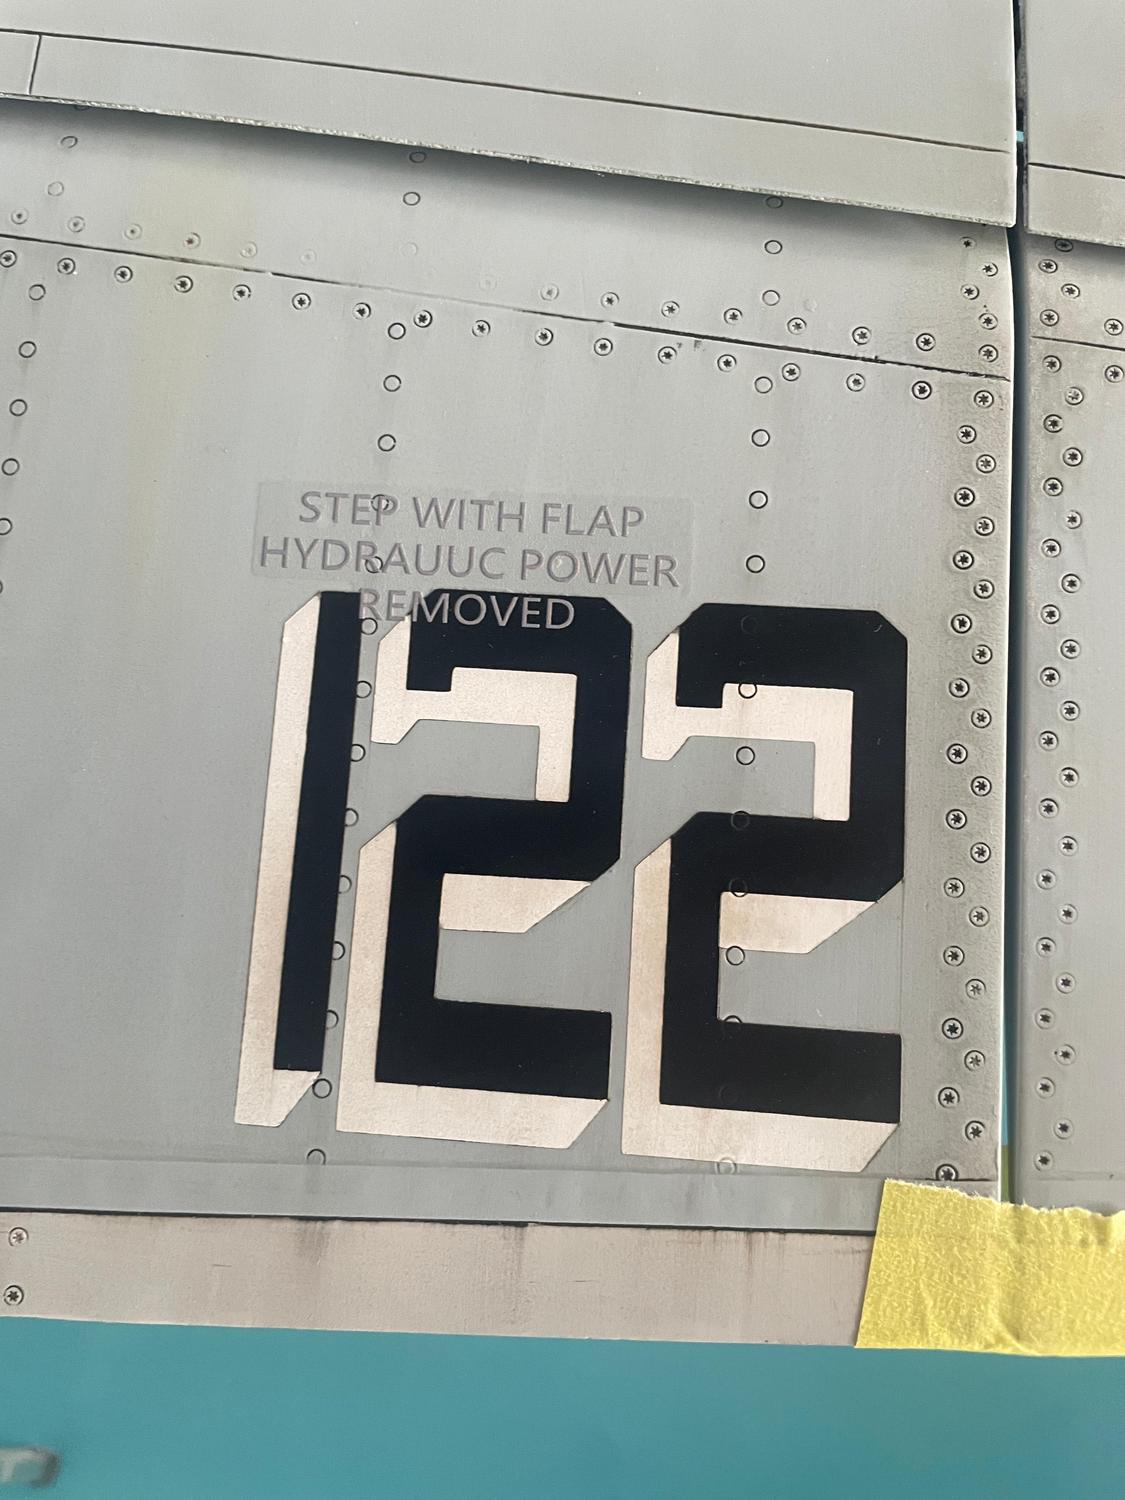 STEP WITH FLAP
HYDRAUUC POWER
REMOVED
122